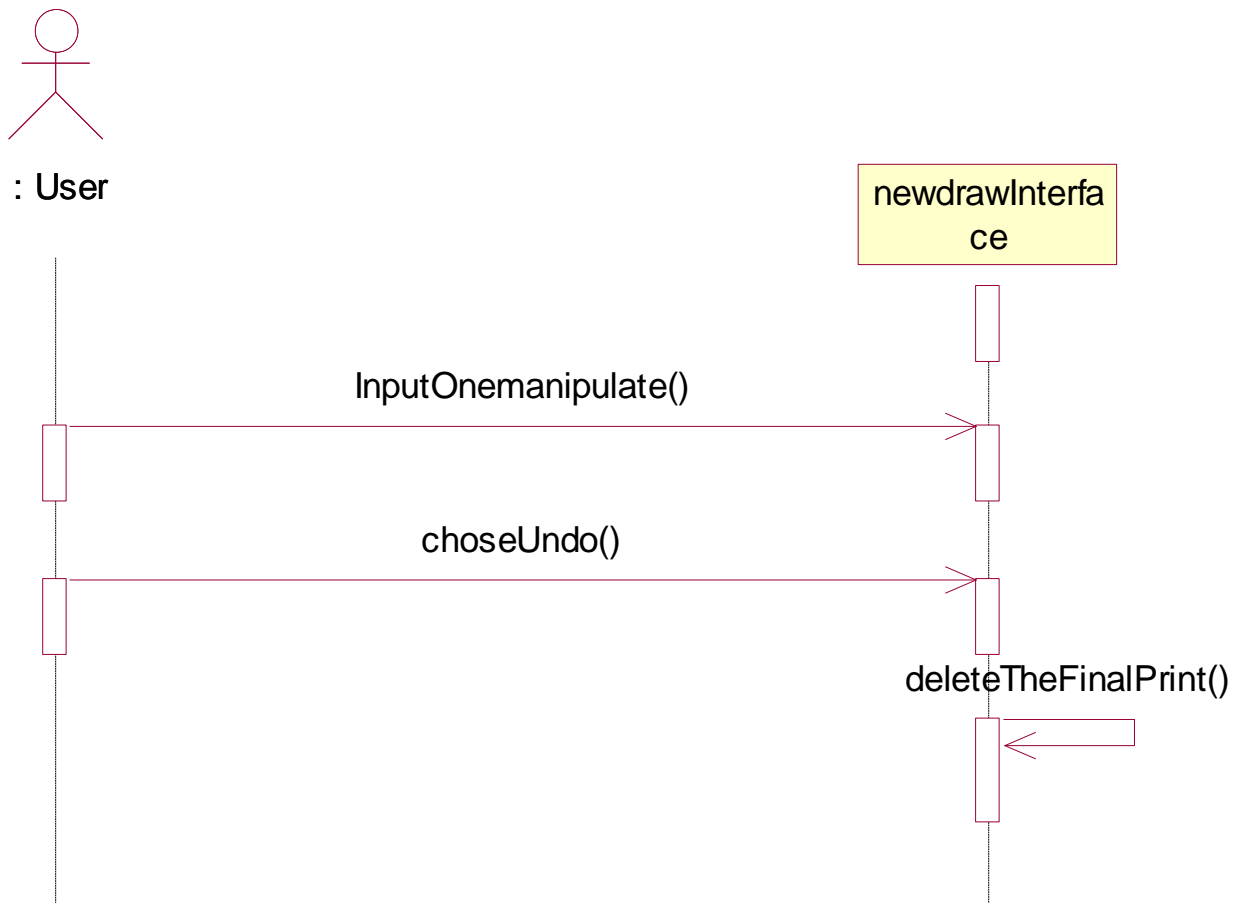 : User
newdrawInterfa
ce
InputOnemanipulate()
choseUndo()
deleteTheFinalPrint()